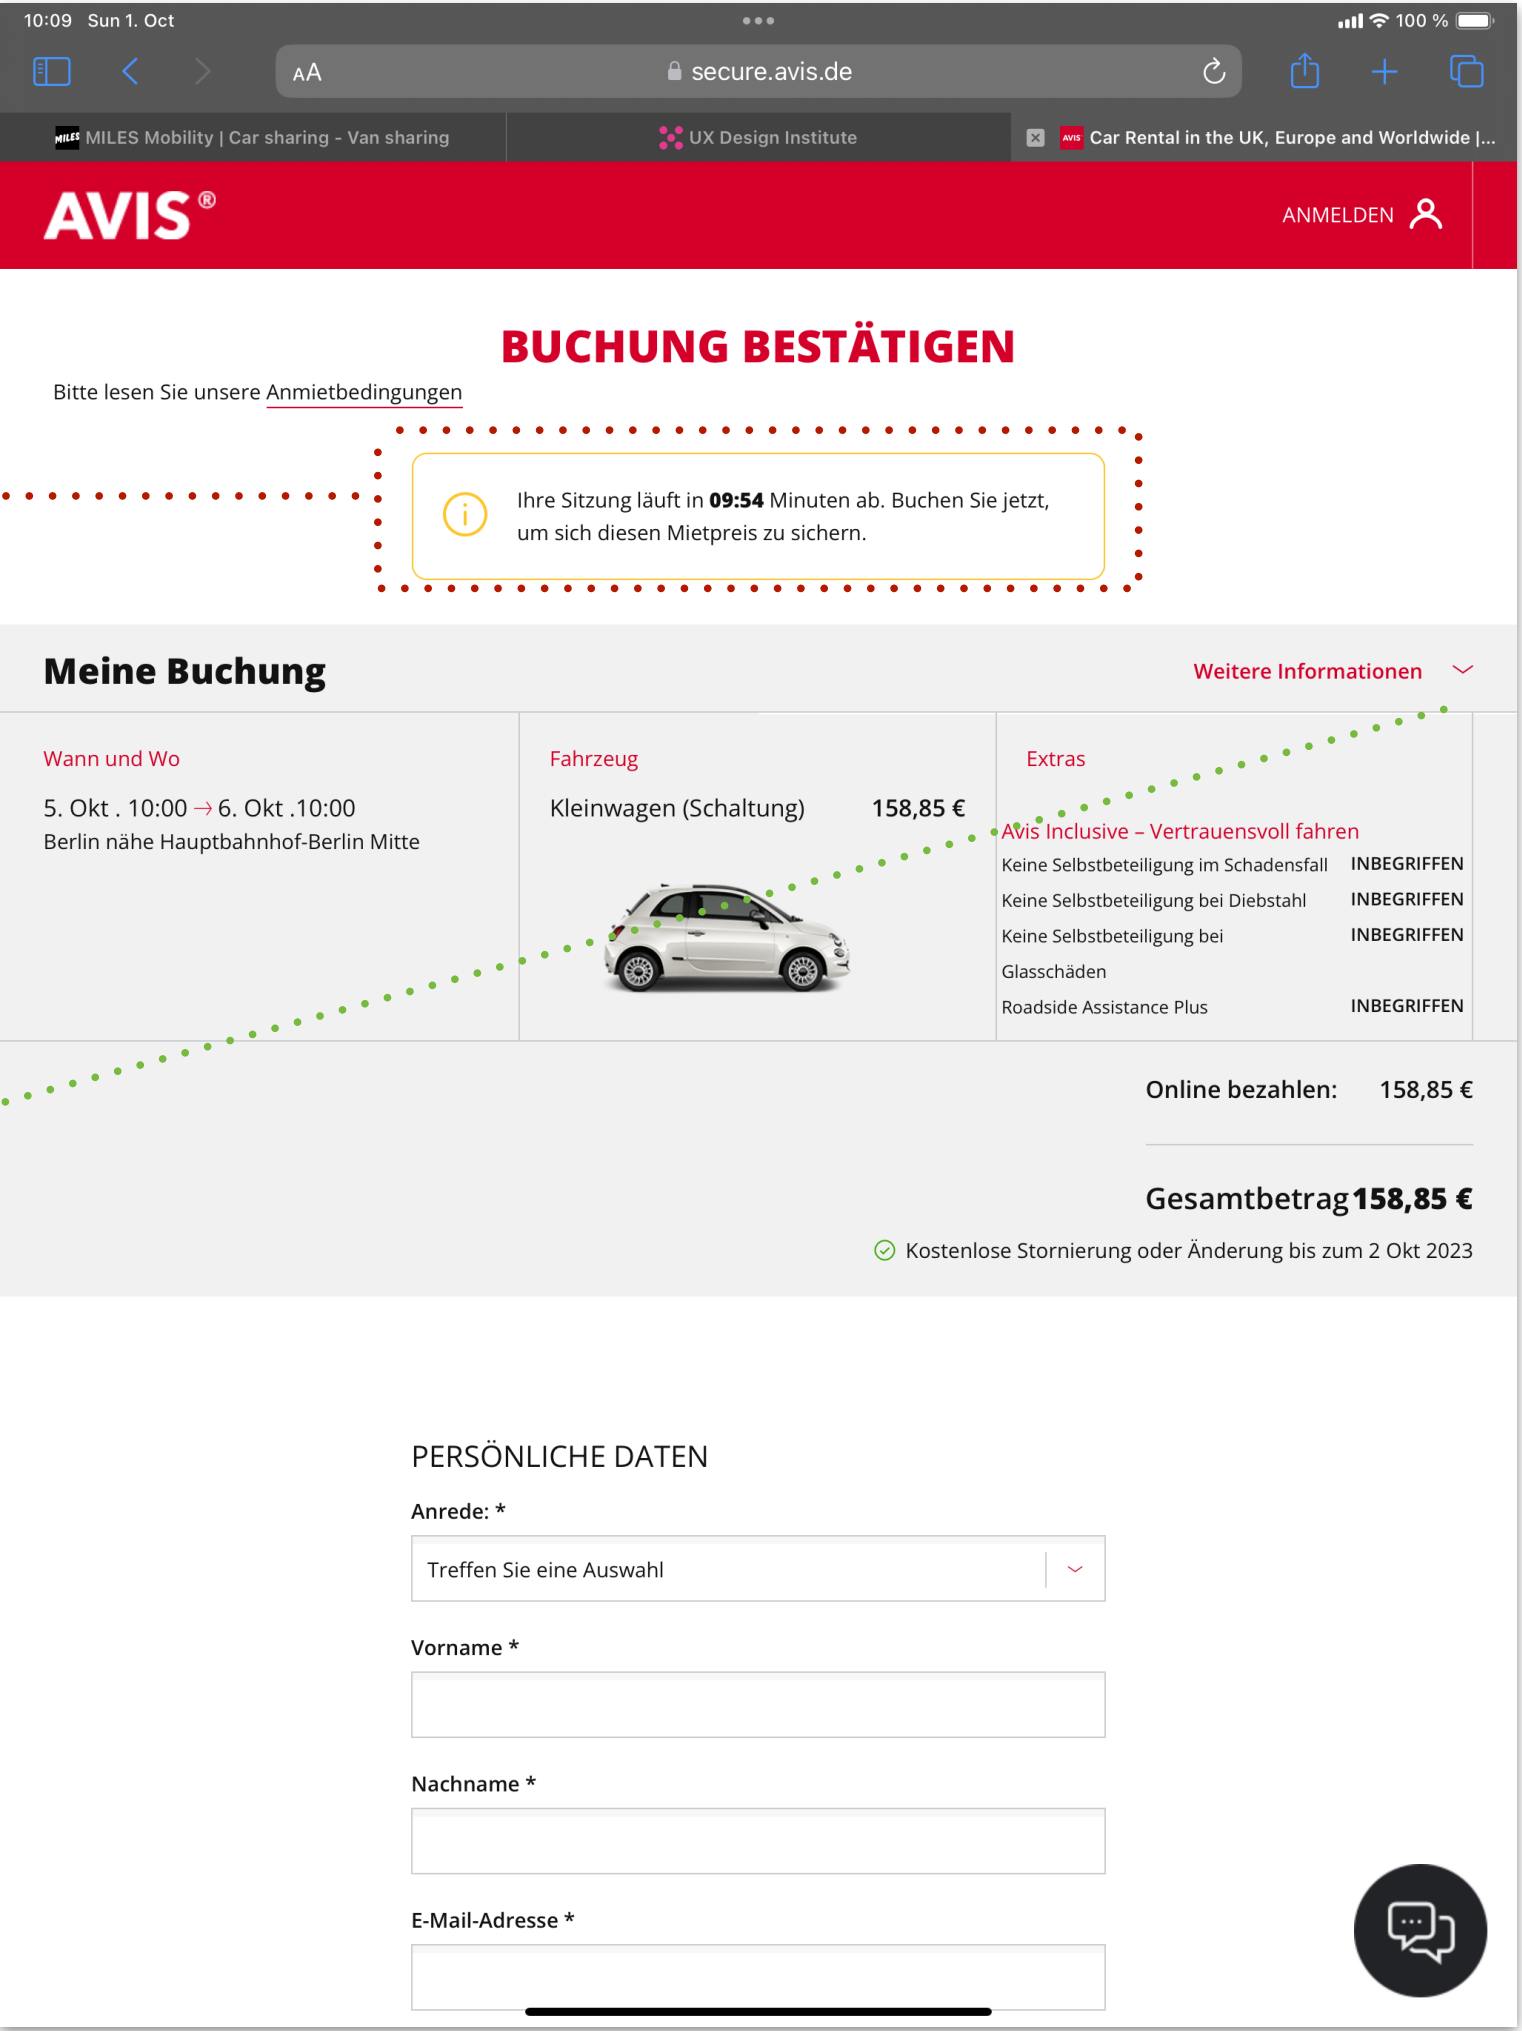 10:09 Sun 1. Oct
100 %
AA
secure.avis.de
MILES MILES Mobility | Car sharing - Van sharing
UX Design Institute
AVIS Car Rental in the UK, Europe and Worldwide |...
AVIS®
ANMELDEN
BUCHUNG BESTÄTIGEN
Bitte lesen Sie unsere Anmietbedingungen
Ihre Sitzung läuft in 09:54 Minuten ab. Buchen Sie jetzt,
um sich diesen Mietpreis zu sichern.
Meine Buchung
Weitere Informationen
Wann und Wo
5. Okt . 10:00 → 6. Okt .10:00
Berlin nähe Hauptbahnhof-Berlin Mitte
Fahrzeug
Kleinwagen (Schaltung) 158,85 €
Extras
Avis Inclusive – Vertrauensvoll fahren
Keine Selbstbeteiligung im Schadensfall INBEGRIFFEN
Keine Selbstbeteiligung bei Diebstahl INBEGRIFFEN
Keine Selbstbeteiligung bei INBEGRIFFEN
Glasschäden
Roadside Assistance Plus INBEGRIFFEN
Online bezahlen: 158,85 €
Gesamtbetrag 158,85 €
Kostenlose Stornierung oder Änderung bis zum 2 Okt 2023
PERSÖNLICHE DATEN
Anrede: *
Treffen Sie eine Auswahl
Vorname *
Nachname *
E-Mail-Adresse *